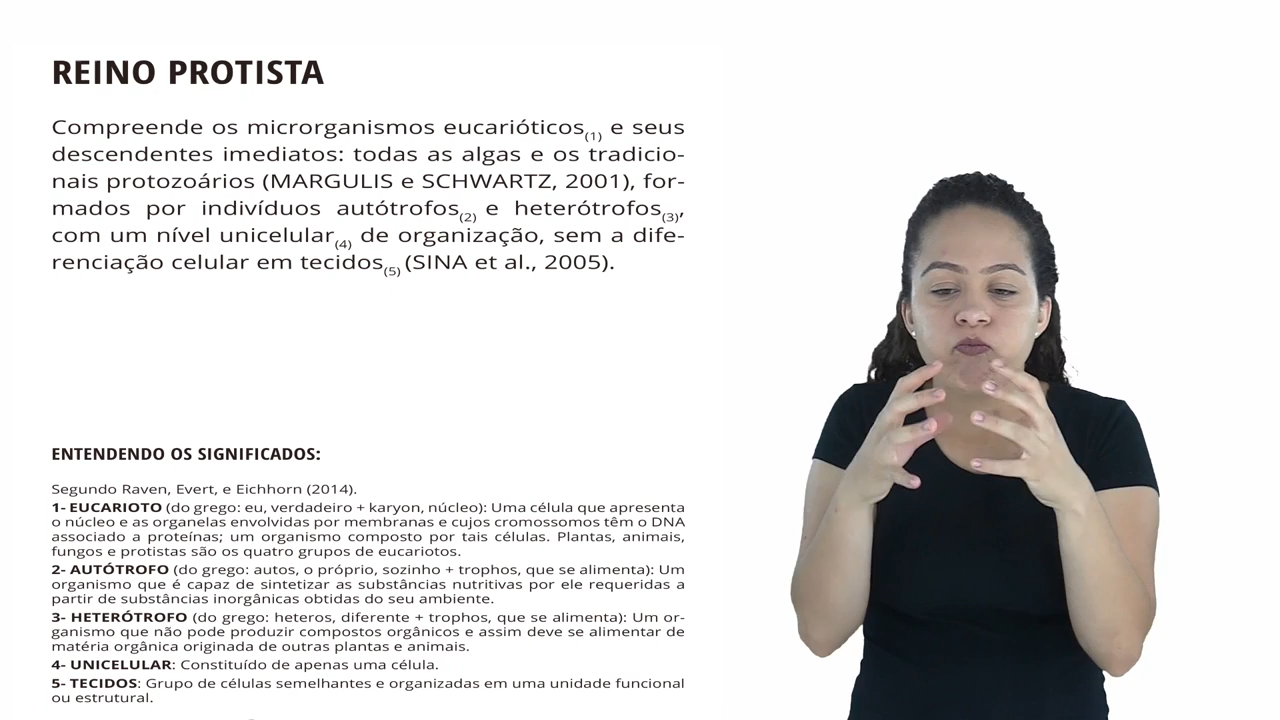 REINO PROTISTA
Compreende os microrganismos eucarióticos(1) e seus
descendentes imediatos: todas as algas e os tradicio-
nais protozoários (MARGULIS e SCHWARTZ, 2001), for-
mados por indivíduos autótrofos(2) e heterótrofos(3),
com um nível unicelular(4) de organização, sem a dife-
renciação celular em tecidos(5) (SINA et al., 2005).
ENTENDENDO OS SIGNIFICADOS:
Segundo Raven, Evert, e Eichhorn (2014).
1- EUCARIOTO (do grego: eu, verdadeiro + karyon, núcleo): Uma célula que apresenta
o núcleo e as organelas envolvidas por membranas e cujos cromossomos têm o DNA
associado a proteínas; um organismo composto por tais células. Plantas, animais,
fungos e protistas são os quatro grupos de eucariotos.
2- AUTÓTROFO (do grego: autos, o próprio, sozinho + trophos, que se alimenta): Um
organismo que é capaz de sintetizar as substâncias nutritivas por ele requeridas a
partir de substâncias inorgânicas obtidas do seu ambiente.
3- HETERÓTROFO (do grego: heteros, diferente + trophos, que se alimenta): Um or-
ganismo que não pode produzir compostos orgânicos e assim deve se alimentar de
matéria orgânica originada de outras plantas e animais.
4- UNICELULAR: Constituído de apenas uma célula.
5- TECIDOS: Grupo de células semelhantes e organizadas em uma unidade funcional
ou estrutural.